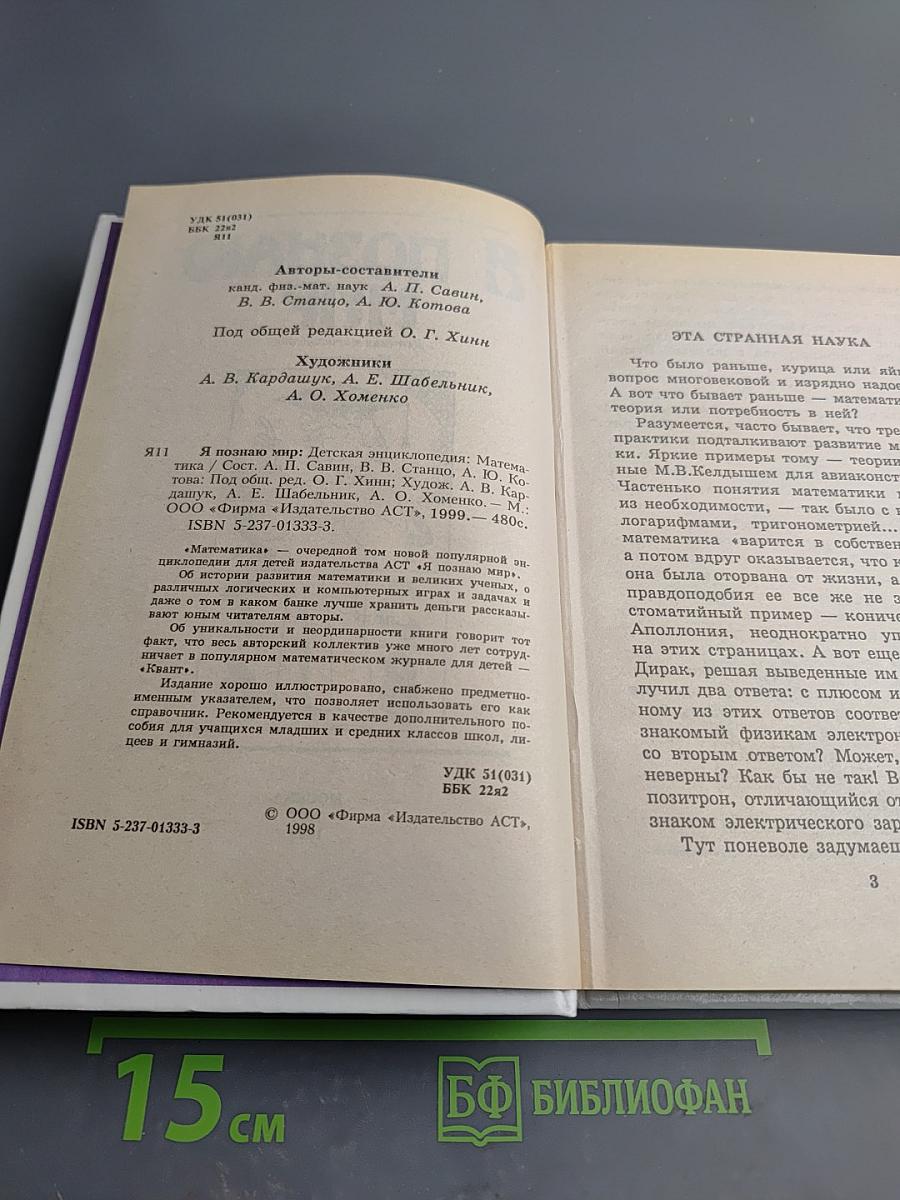 УДК 51(031)
ББК 22я2
Я11
Авторы-составители
канд. физ.-мат. наук А. П. Савин,
В. В. Станцо, А. Ю. Котова
Под общей редакцией О. Г. Хинн
Художники
А. В. Кардашук, А. Е. Шабельник,
А. О. Хоменко
Я11 Я познаю мир: Детская энциклопедия: Матема-
тика / Сост. А. П. Савин, В. В. Станцо, А. Ю. Ко-
това: Под общ. ред. О. Г. Хинн; Худож. А. В. Кар-
дашук, А. Е. Шабельник, А. О. Хоменко. — М.:
ООО «Фирма «Издательство АСТ», 1999.— 480с.
ISBN 5-237-01333-3.
«Математика» — очередной том новой популярной эн-
циклопедии для детей издательства АСТ «Я познаю мир».
Об истории развития математики и великих ученых, о
различных логических и компьютерных играх и задачах и
даже о том в каком банке лучше хранить деньги рассказы-
вают юным читателям авторы.
Об уникальности и неординарности книги говорит тот
факт, что весь авторский коллектив уже много лет сотруд-
ничает в популярном математическом журнале для детей —
«Квант».
Издание хорошо иллюстрировано, снабжено предметно-
именным указателем, что позволяет использовать его как
справочник. Рекомендуется в качестве дополнительного по-
собия для учащихся младших и средних классов школ, ли-
цеев и гимназий.
УДК 51(031)
ББК 22я2
ISBN 5-237-01333-3
© ООО «Фирма «Издательство АСТ»,
1998
ЭТА СТРАННАЯ НАУКА
Что было раньше, курица или яй
вопрос многовековой и изрядно надое
А вот что бывает раньше — математи
теория или потребность в ней?
Разумеется, часто бывает, что тре
практики подталкивают развитие м
ки. Яркие примеры тому — теории
ные М.В.Келдышем для авиаконст
Частенько понятия математики
из необходимости, — так было с
логарифмами, тригонометрией...
математика «варится в собствен
а потом вдруг оказывается, что к
она была оторвана от жизни, а
правдоподобия ее все же не з
стоматийный пример — кониче
Аполлония, неоднократно уп
на этих страницах. А вот еще
Дирак, решая выведенные им
лучил два ответа: с плюсом и
ному из этих ответов соответ
знакомый физикам электрон
со вторым ответом? Может,
неверны? Как бы не так! В
позитрон, отличающийся от
знаком электрического зар
Тут поневоле задумаеш
3
15 см
БФ БИБЛИОФАН